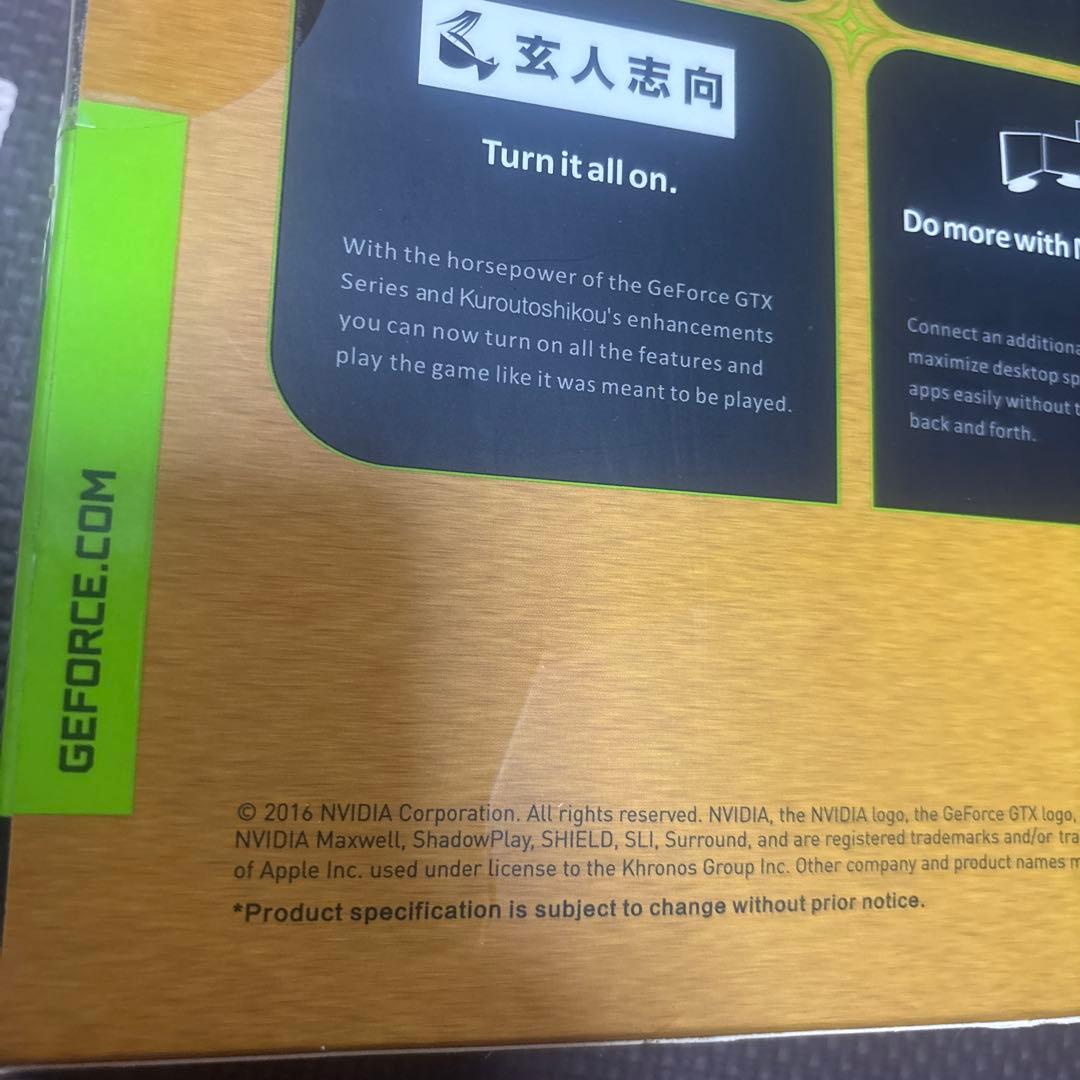 玄人志向
Turn it all on.
With the horsepower of the GeForce GTX
Series and Kuroutoshikou's enhancements
you can now turn on all the features and
play the game like it was meant to be played.
Do more with
Connect an additiona
maximize desktop sp
apps easily without t
back and forth.
GEFORCE.COM
© 2016 NVIDIA Corporation. All rights reserved. NVIDIA, the NVIDIA logo, the GeForce GTX logo,
NVIDIA Maxwell, ShadowPlay, SHIELD, SLI, Surround, and are registered trademarks and/or tra
of Apple Inc. used under license to the Khronos Group Inc. Other company and product names m
*Product specification is subject to change without prior notice.